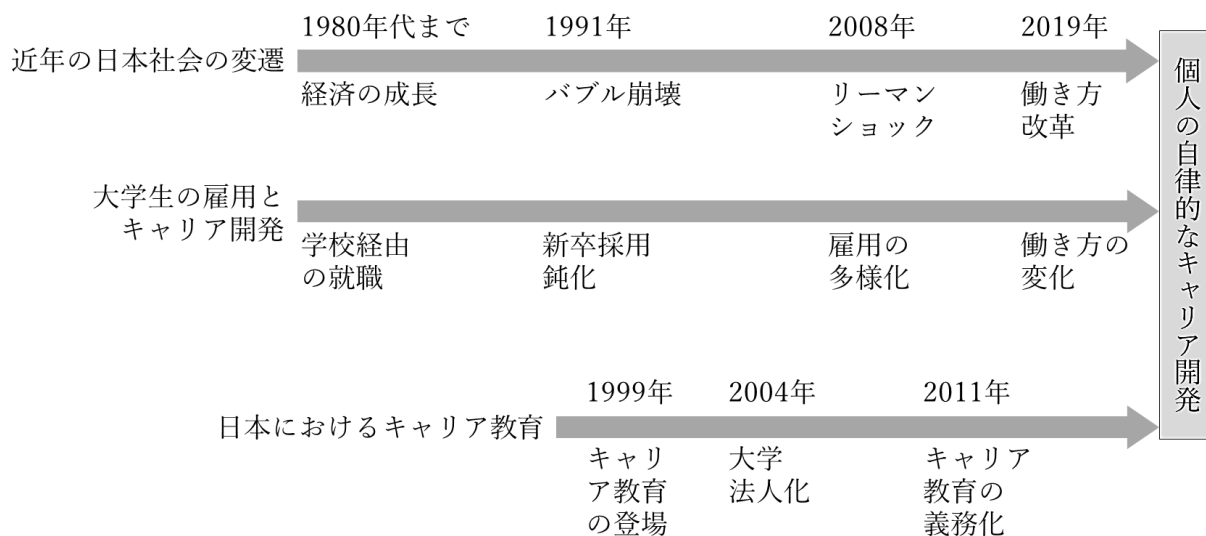 1980年代まで
1991年
2008年
2019年
近年の日本社会の変遷
経済の成長
バブル崩壊
リーマン
ショック
働き方
改革
大学生の雇用と
キャリア開発
学校経由
の就職
新卒採用
鈍化
雇用の
多様化
働き方の
変化
1999年
2004年
2011年
日本におけるキャリア教育
キャリ
ア教育
の登場
大学
法人化
キャリア
教育の
義務化
個人の自律的なキャリア開発